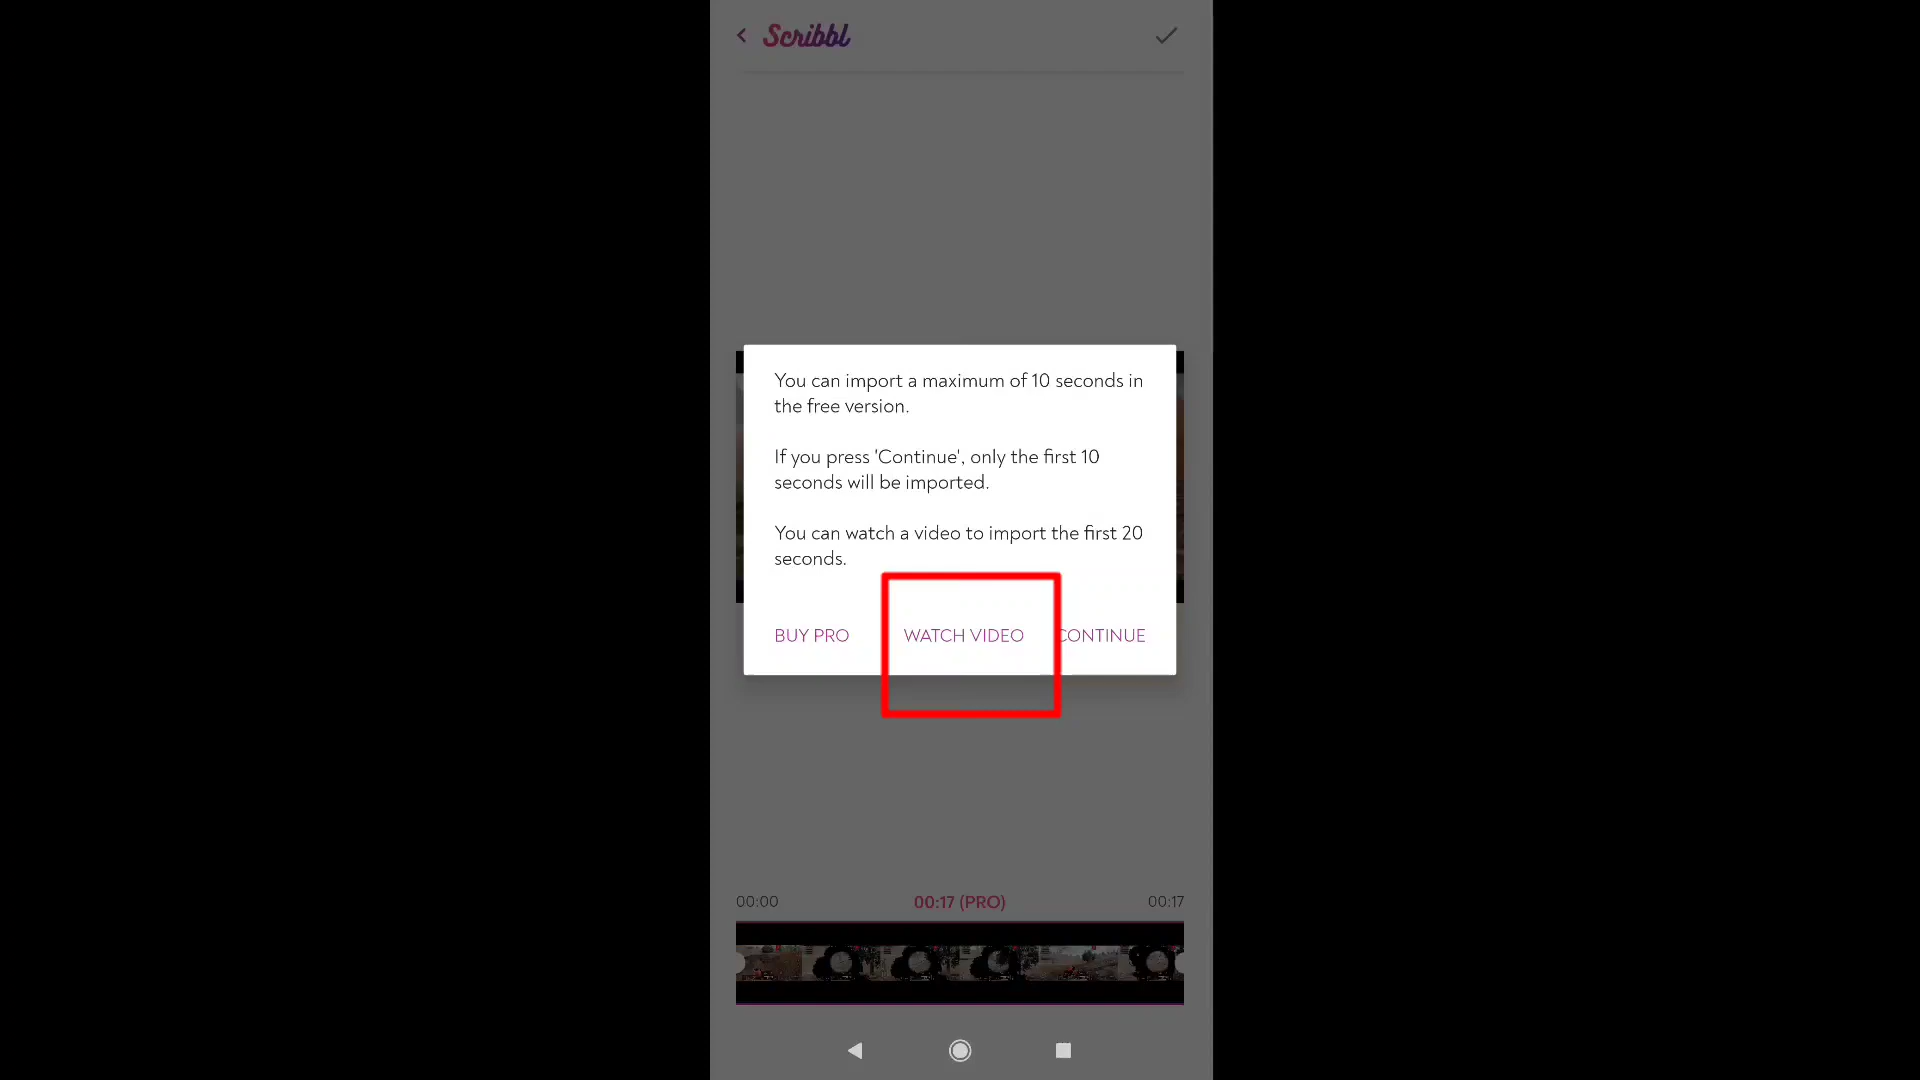 Scribbl
You can import a maximum of 10 seconds in
the free version.
If you press 'Continue', only the first 10
seconds will be imported.
You can watch a video to import the first 20
seconds.
BUY PRO WATCH VIDEO CONTINUE
00:00 00:17 (PRO) 00:17